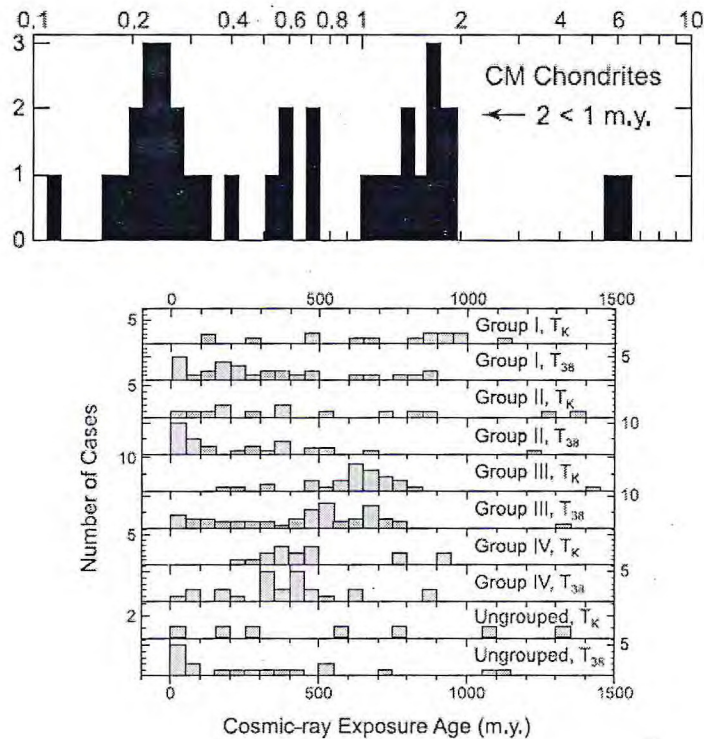 0.1 0.2 0.4 0.6 0.8 1 2 4 6 10
3
CM Chondrites
2
← 2 < 1 m.y.
1
0
0 500 1000 1500
5 Group I, T_K
Group I, T_38 5
5 Group II, T_K
Group II, T_38 10
10 Group III, T_K
Group III, T_38 10
5 Group IV, T_K
Group IV, T_38 5
2 Ungrouped, T_K
Ungrouped, T_38 5
0 500 1000 1500
Number of Cases
Cosmic-ray Exposure Age (m.y.)